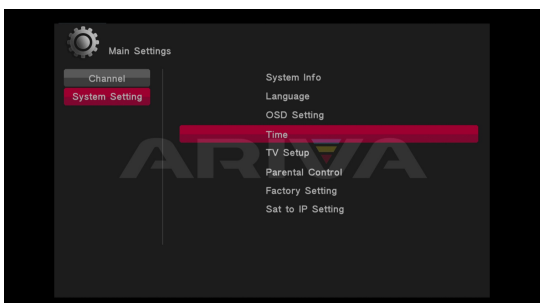 Main Settings
Channel
System Setting
System Info
Language
OSD Setting
Time
TV Setup
Parental Control
Factory Setting
Sat to IP Setting
ARIVA